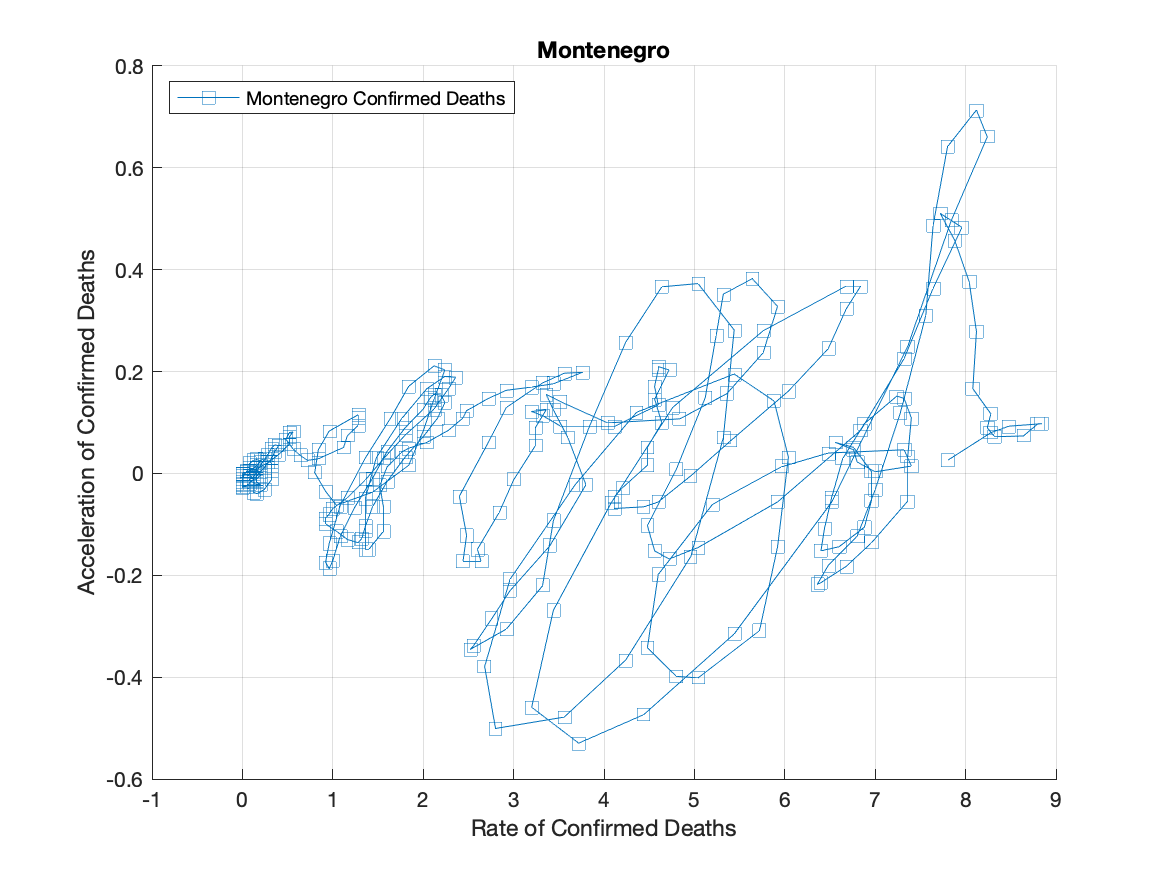 Montenegro
Montenegro Confirmed Deaths
Acceleration of Confirmed Deaths
0.8
0.6
0.4
0.2
0
-0.2
-0.4
-0.6
-1 0 1 2 3 4 5 6 7 8 9
Rate of Confirmed Deaths